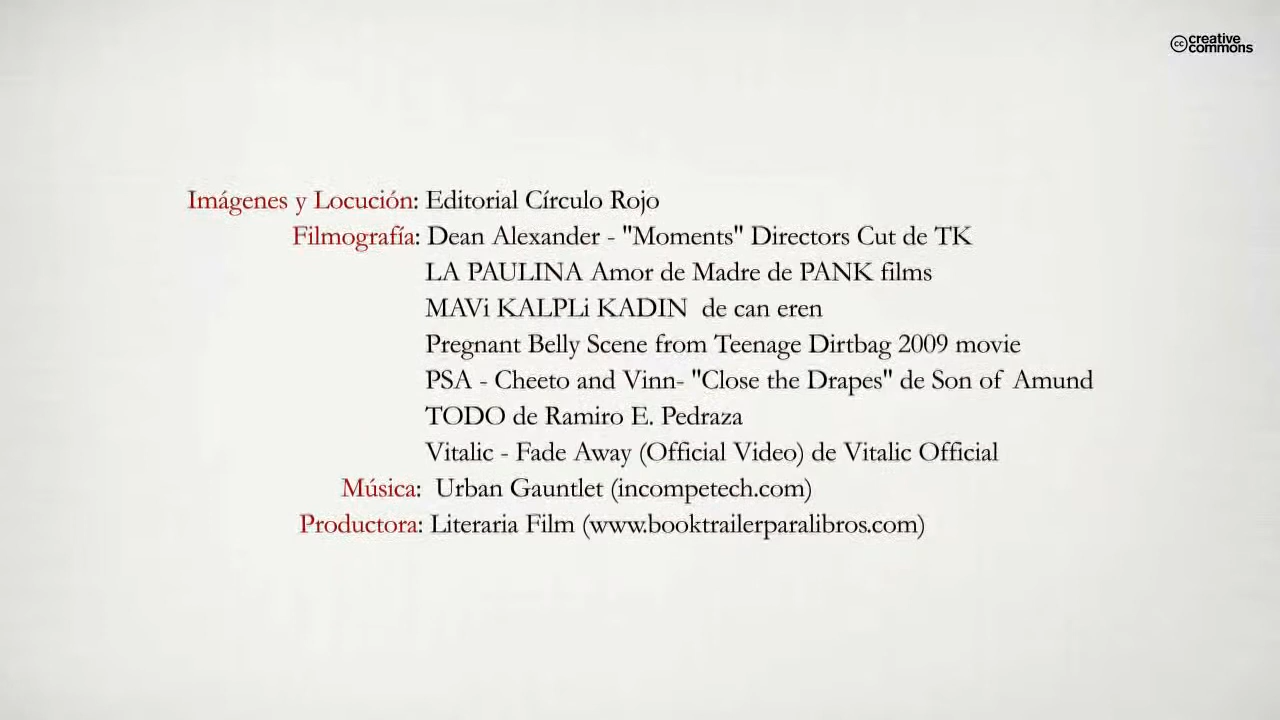 creative
commons
Imágenes y Locución: Editorial Círculo Rojo
Filmografía: Dean Alexander - "Moments" Directors Cut de TK
LA PAULINA Amor de Madre de PANK films
MAVi KALPLi KADIN de can eren
Pregnant Belly Scene from Teenage Dirtbag 2009 movie
PSA - Cheeto and Vinn- "Close the Drapes" de Son of Amund
TODO de Ramiro E. Pedraza
Vitalic - Fade Away (Official Video) de Vitalic Official
Música: Urban Gauntlet (incompetech.com)
Productora: Literaria Film (www.booktrailerparalibros.com)